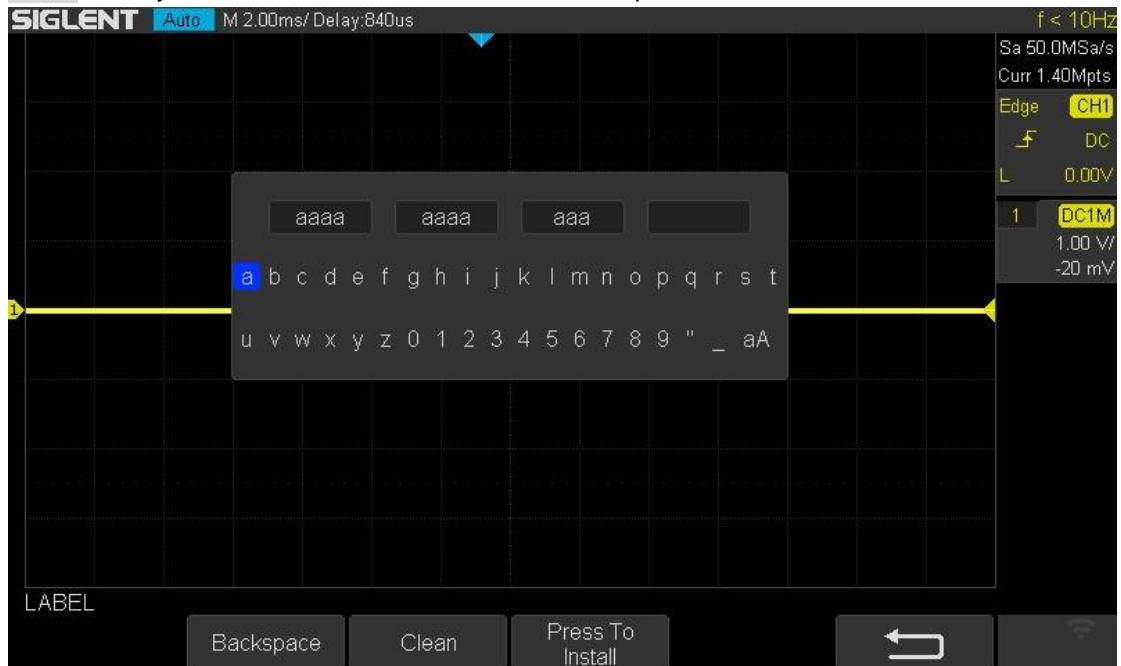 SIGLENT Auto M 2.00ms/ Delay:840us f < 10Hz
Sa 50.0MSa/s
Curr 1.40Mpts
Edge CH1
DC
L 0.00V
1 DC1M
1.00 V/
-20 mV
aaaa aaaa aaa
a b c d e f g h i j k l m n o p q r s t
u v w x y z 0 1 2 3 4 5 6 7 8 9 " _ aA
1
LABEL
Backspace Clean Press To
Install